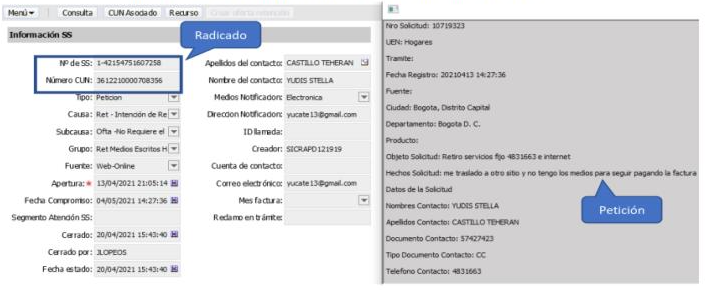 Menú Consulta CUN Asociado Recurso Crear oferta retención
Información SS
Radicado
Nº de SS: 1-42154751607258
Número CUN: 3612210000708356
Tipo: Peticion
Causa: Ret - Intención de Re
Subcausa: Ofta -No Requiere el
Grupo: Ret Medios Escritos H
Fuente: Web-Online
Apertura:* 13/04/2021 21:05:14
Fecha Compromiso: 04/05/2021 14:27:36
Segmento Atención SS:
Cerrado: 20/04/2021 15:43:40
Cerrado por: JLOPEOS
Fecha estado: 20/04/2021 15:43:40
Apellidos del contacto: CASTILLO TEHERAN
Nombre del contacto: YUDIS STELLA
Medios Notificacion: Electronica
Direccion Notificacion: yucate13@gmail.com
ID llamada:
Creador: SICRAPD121919
Cuenta de contacto:
Correo electrónico: yucate13@gmail.com
Mes factura:
Reclamo en trámite:
Nro Solicitud: 10719323
UEN: Hogares
Tramite:
Fecha Registro: 20210413 14:27:36
Fuente:
Ciudad: Bogota, Distrito Capital
Departamento: Bogota D. C.
Producto:
Objeto Solicitud: Retiro servicios fijo 4831663 e internet
Hechos Solicitud: me traslado a otro sitio y no tengo los medios para seguir pagando la factura
Datos de la Solicitud
Nombres Contacto: YUDIS STELLA
Apellidos Contacto: CASTILLO TEHERAN
Documento Contacto: 57427423
Tipo Documento Contacto: CC
Telefono Contacto: 4831663
Petición